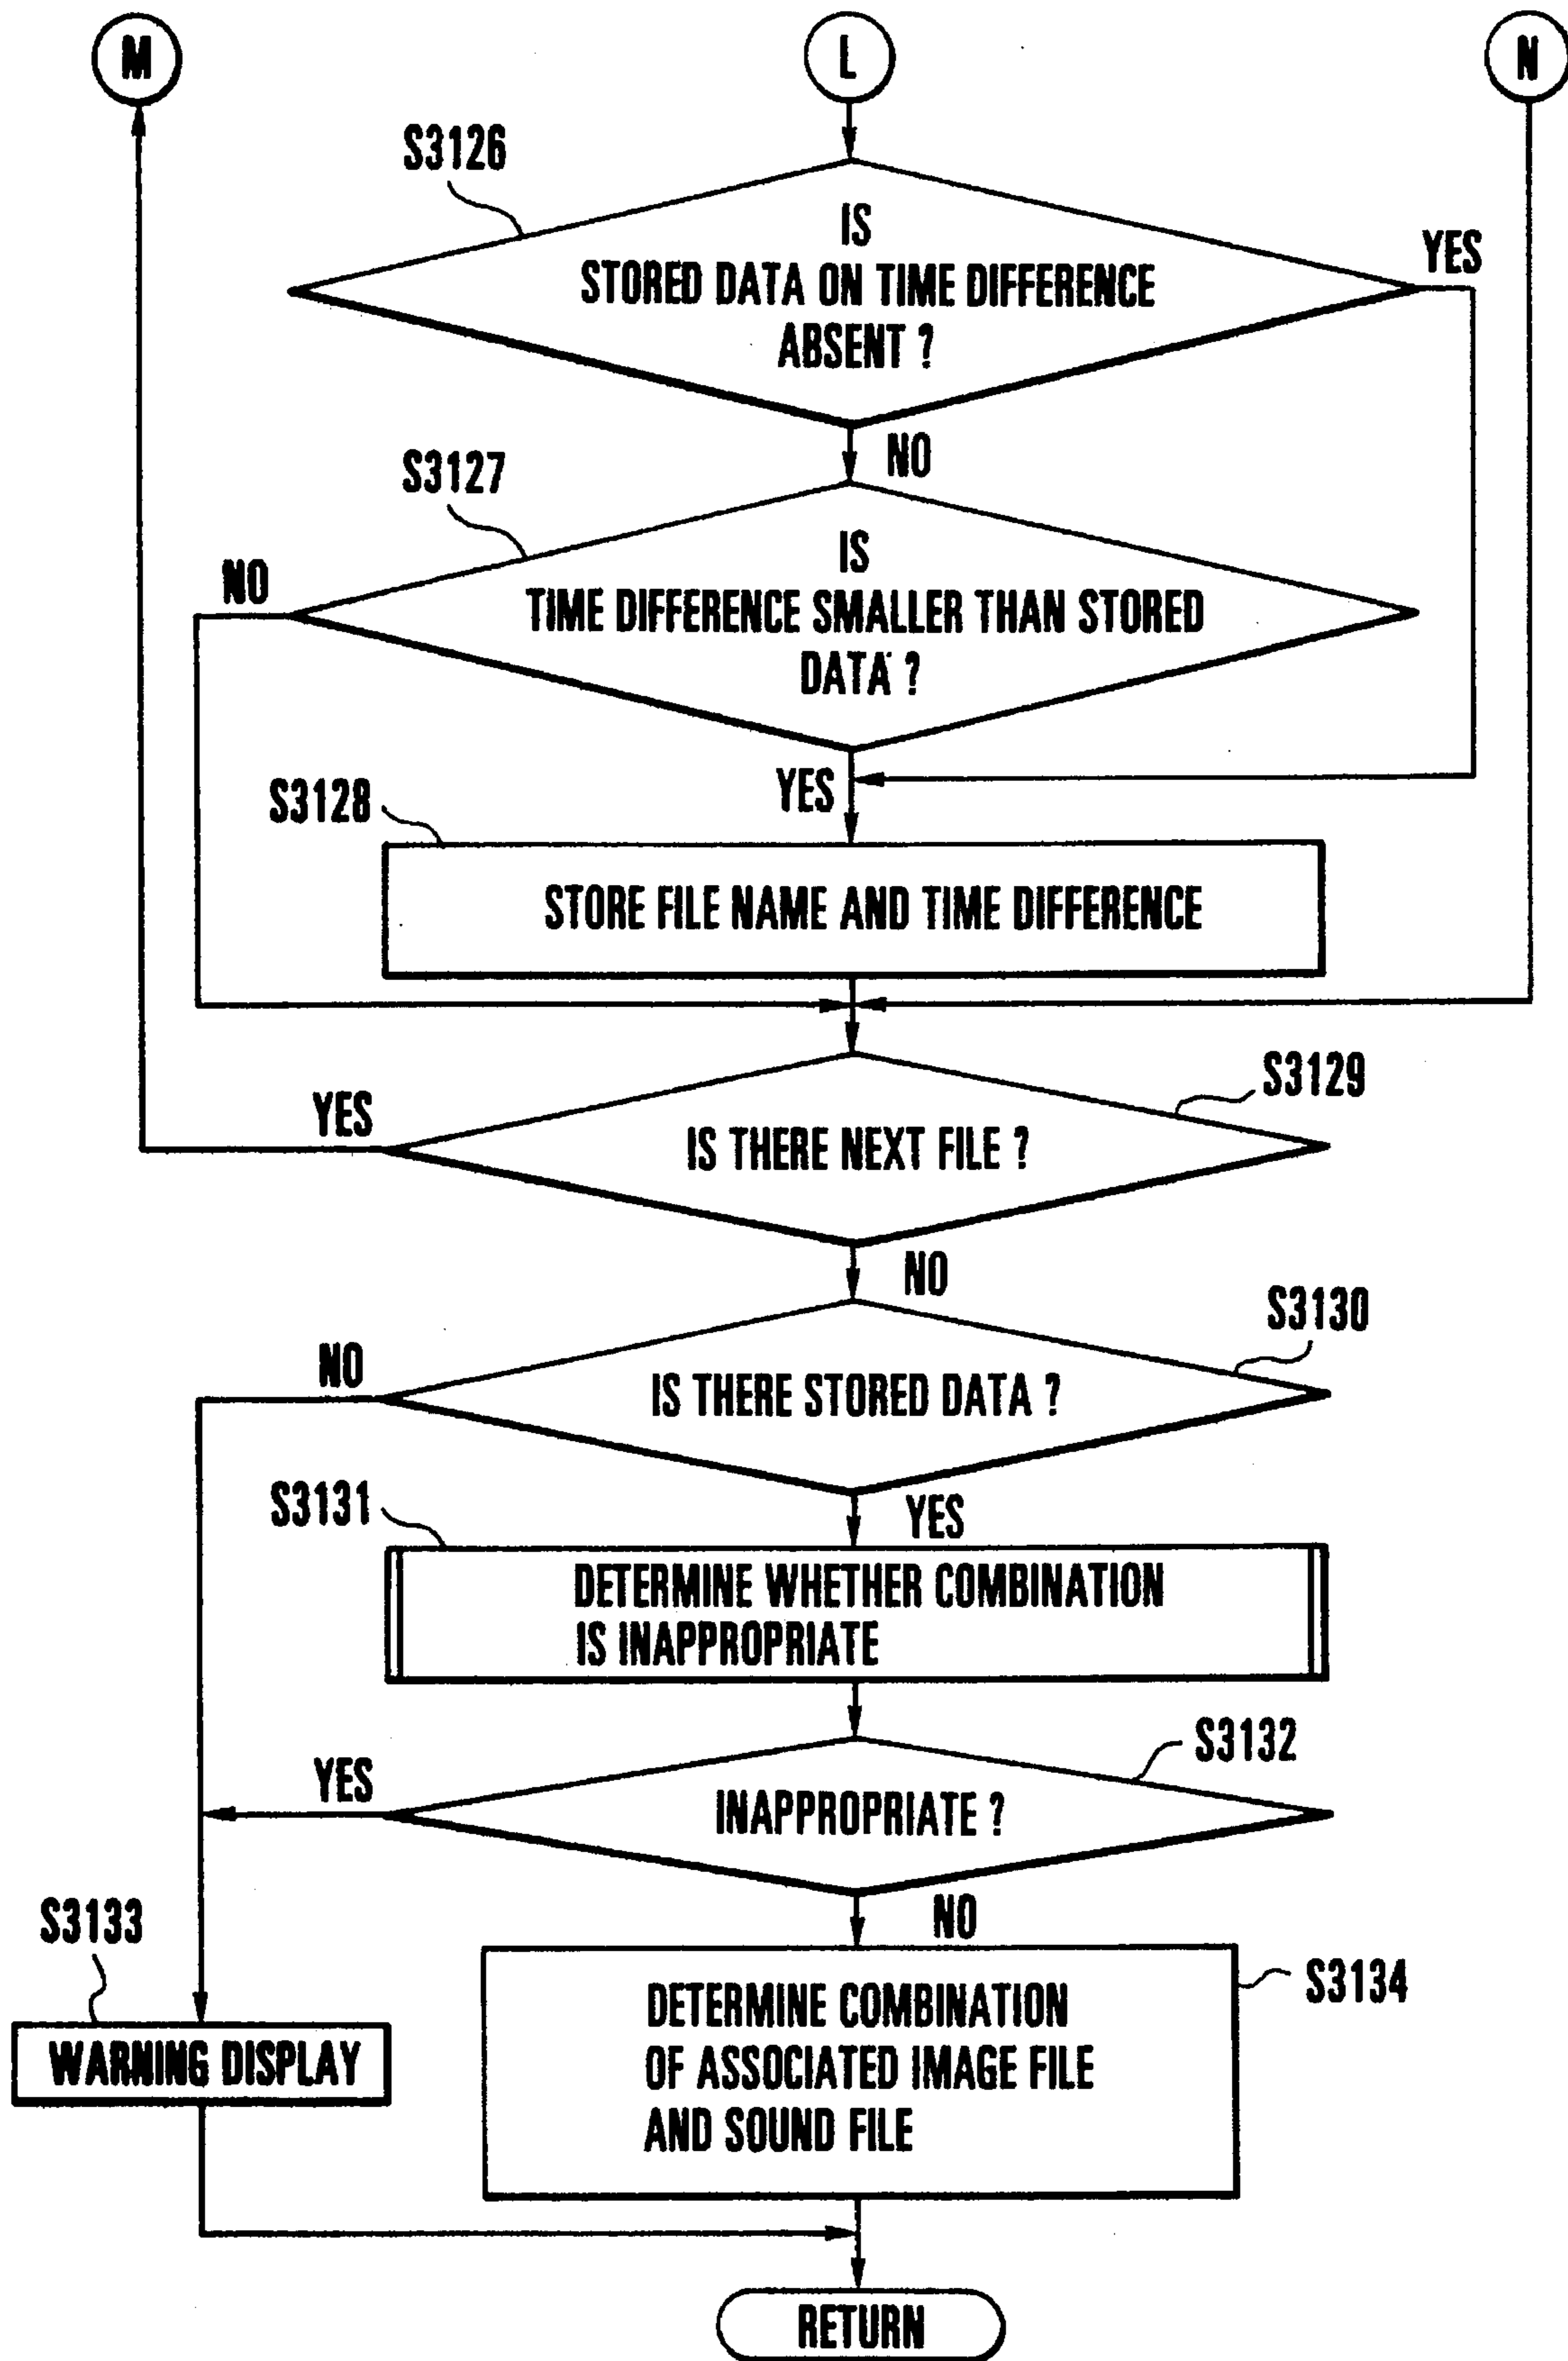 M
L
N
S3126
IS
STORED DATA ON TIME DIFFERENCE
ABSENT ?
YES
NO
S3127
IS
TIME DIFFERENCE SMALLER THAN STORED
DATA ?
NO
YES
S3128
STORE FILE NAME AND TIME DIFFERENCE
S3129
IS THERE NEXT FILE ?
YES
NO
S3130
IS THERE STORED DATA ?
NO
YES
S3131
DETERMINE WHETHER COMBINATION
IS INAPPROPRIATE
S3132
INAPPROPRIATE ?
YES
NO
S3133
WARNING DISPLAY
DETERMINE COMBINATION
OF ASSOCIATED IMAGE FILE
AND SOUND FILE
S3134
RETURN